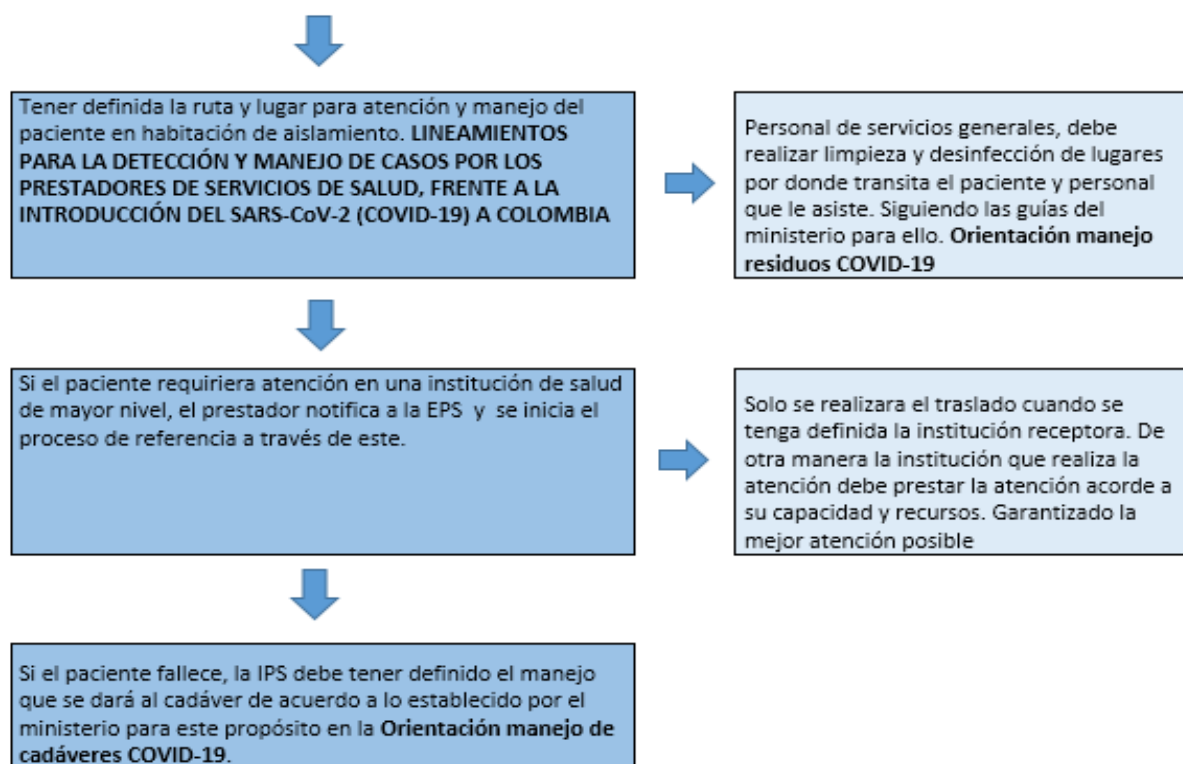 Tener definida la ruta y lugar para atención y manejo del
paciente en habitación de aislamiento. LINEAMIENTOS
PARA LA DETECCIÓN Y MANEJO DE CASOS POR LOS
PRESTADORES DE SERVICIOS DE SALUD, FRENTE A LA
INTRODUCCIÓN DEL SARS-CoV-2 (COVID-19) A COLOMBIA
Personal de servicios generales, debe
realizar limpieza y desinfección de lugares
por donde transita el paciente y personal
que le asiste. Siguiendo las guías del
ministerio para ello. Orientación manejo
residuos COVID-19
Si el paciente requiriera atención en una institución de salud
de mayor nivel, el prestador notifica a la EPS y se inicia el
proceso de referencia a través de este.
Solo se realizara el traslado cuando se
tenga definida la institución receptora. De
otra manera la institución que realiza la
atención debe prestar la atención acorde a
su capacidad y recursos. Garantizado la
mejor atención posible
Si el paciente fallece, la IPS debe tener definido el manejo
que se dará al cadáver de acuerdo a lo establecido por el
ministerio para este propósito en la Orientación manejo de
cadáveres COVID-19.